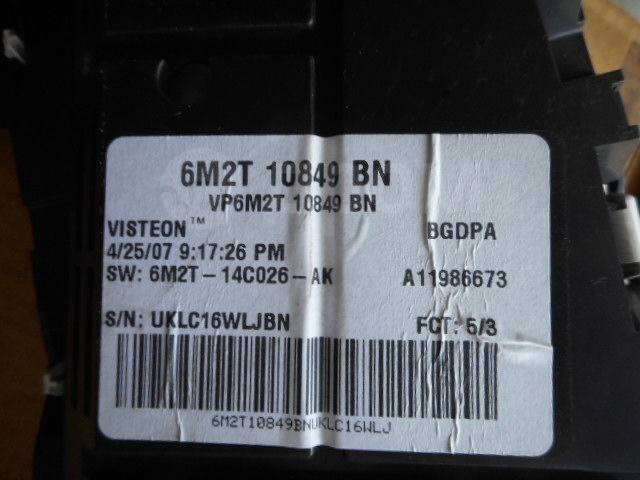 6M2T 10849 BN
VP6M2T 10849 BN
VISTEON™ BGDPA
4/25/07 9:17:26 PM
SW: 6M2T-14C026-AK A11986673
S/N: UKLC16WLJBN FCT: 5/3
6M2T10849BNUKLC16WLJ